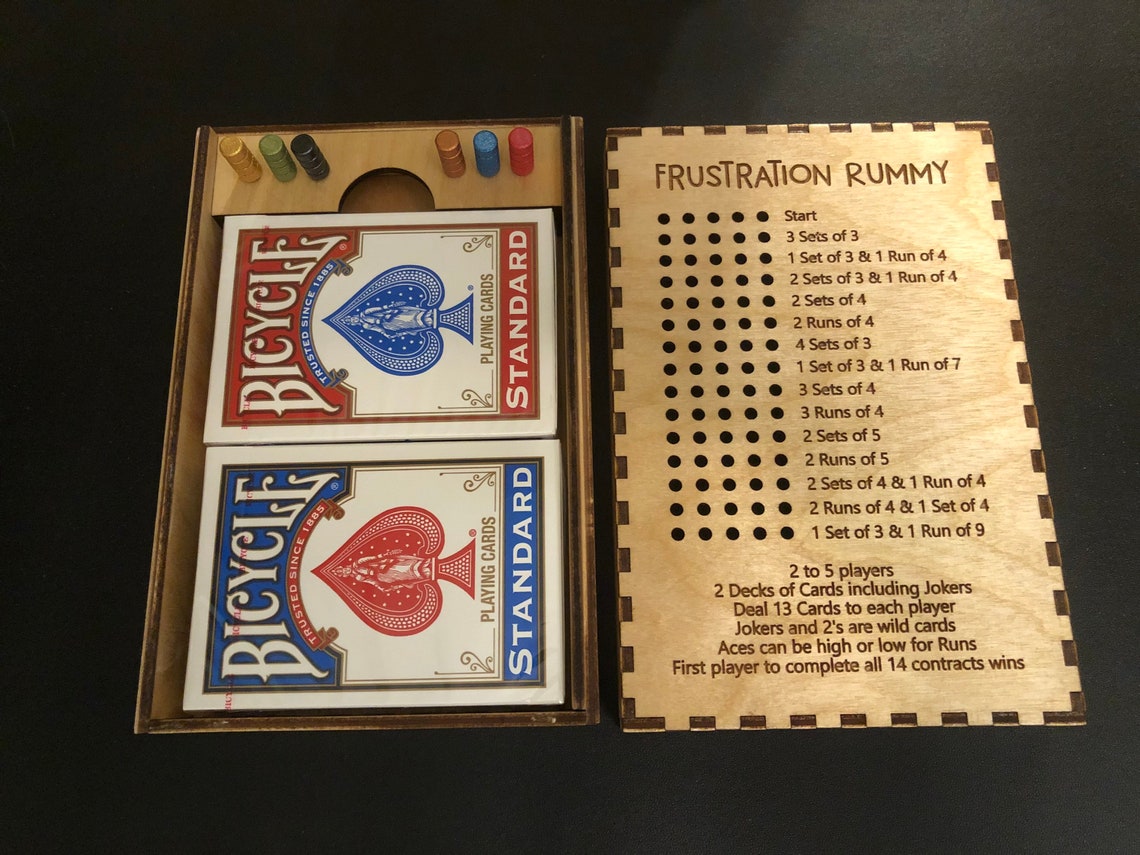 BICYCLE
®
TRUSTED SINCE 1885
®
PLAYING CARDS
STANDARD
BICYCLE
®
TRUSTED SINCE 1885
®
PLAYING CARDS
STANDARD
FRUSTRATION RUMMY
Start
3 Sets of 3
1 Set of 3 & 1 Run of 4
2 Sets of 3 & 1 Run of 4
2 Sets of 4
2 Runs of 4
4 Sets of 3
1 Set of 3 & 1 Run of 7
3 Sets of 4
3 Runs of 4
2 Sets of 5
2 Runs of 5
2 Sets of 4 & 1 Run of 4
2 Runs of 4 & 1 Set of 4
1 Set of 3 & 1 Run of 9
2 to 5 players
2 Decks of Cards including Jokers
Deal 13 Cards to each player
Jokers and 2's are wild cards
Aces can be high or low for Runs
First player to complete all 14 contracts wins